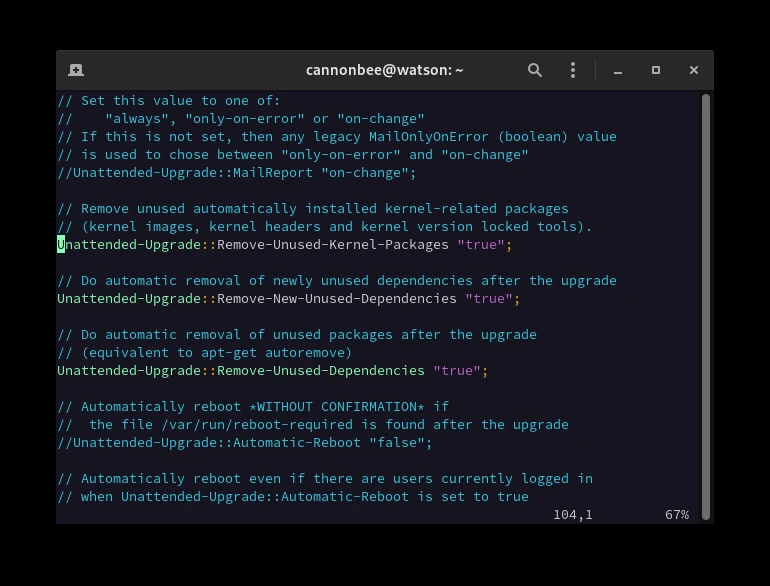 cannonbee@watson: ~
// Set this value to one of:
//    "always", "only-on-error" or "on-change"
// If this is not set, then any legacy MailOnlyOnError (boolean) value
// is used to chose between "only-on-error" and "on-change"
//Unattended-Upgrade::MailReport "on-change";
// Remove unused automatically installed kernel-related packages
// (kernel images, kernel headers and kernel version locked tools).
Unattended-Upgrade::Remove-Unused-Kernel-Packages "true";
// Do automatic removal of newly unused dependencies after the upgrade
Unattended-Upgrade::Remove-New-Unused-Dependencies "true";
// Do automatic removal of unused packages after the upgrade
// (equivalent to apt-get autoremove)
Unattended-Upgrade::Remove-Unused-Dependencies "true";
// Automatically reboot *WITHOUT CONFIRMATION* if
//  the file /var/run/reboot-required is found after the upgrade
//Unattended-Upgrade::Automatic-Reboot "false";
// Automatically reboot even if there are users currently logged in
// when Unattended-Upgrade::Automatic-Reboot is set to true
104,1 67%